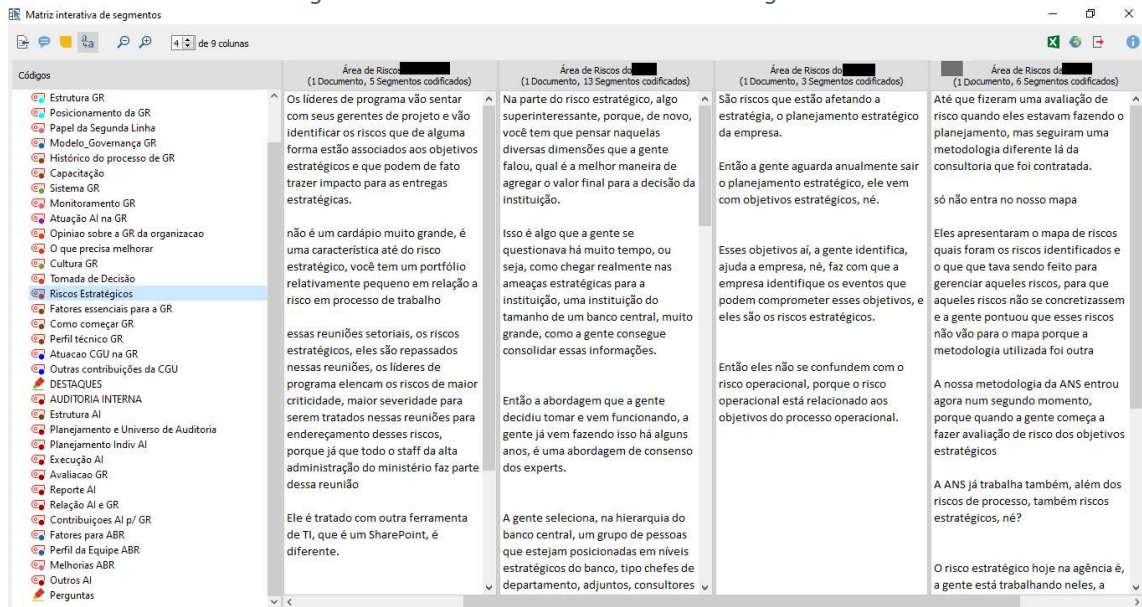 Matriz interativa de segmentos
4 de 9 colunas
Códigos
Estrutura GR
Posicionamento da GR
Papel da Segunda Linha
Modelo_Governança GR
Histórico do processo de GR
Capacitação
Sistema GR
Monitoramento GR
Atuação AI na GR
Opiniao sobre a GR da organizacao
O que precisa melhorar
Cultura GR
Tomada de Decisão
Riscos Estratégicos
Fatores essenciais para a GR
Como começar GR
Perfil técnico GR
Atuacao CGU na GR
Outras contribuições da CGU
DESTAQUES
AUDITORIA INTERNA
Estrutura AI
Planejamento e Universo de Auditoria
Planejamento Indiv AI
Execução AI
Avaliacao GR
Reporte AI
Relação AI e GR
Contribuiçoes AI p/ GR
Fatores para ABR
Perfil da Equipe ABR
Melhorias ABR
Outros AI
Perguntas
Área de Riscos
(1 Documento, 5 Segmentos codificados)
Os líderes de programa vão sentar
com seus gerentes de projeto e vão
identificar os riscos que de alguma
forma estão associados aos objetivos
estratégicos e que podem de fato
trazer impacto para as entregas
estratégicas.
não é um cardápio muito grande, é
uma característica até do risco
estratégico, você tem um portfólio
relativamente pequeno em relação a
risco em processo de trabalho
essas reuniões setoriais, os riscos
estratégicos, eles são repassados
nessas reuniões, os líderes de
programa elencam os riscos de maior
criticidade, maior severidade para
serem tratados nessas reuniões para
endereçamento desses riscos,
porque já que todo o staff da alta
administração do ministério faz parte
dessa reunião
Ele é tratado com outra ferramenta
de TI, que é um SharePoint, é
diferente.
Área de Riscos do
(1 Documento, 13 Segmentos codificados)
Na parte do risco estratégico, algo
superinteressante, porque, de novo,
você tem que pensar naquelas
diversas dimensões que a gente
falou, qual é a melhor maneira de
agregar o valor final para a decisão da
instituição.
Isso é algo que a gente se
questionava há muito tempo, ou
seja, como chegar realmente nas
ameaças estratégicas para a
instituição, uma instituição do
tamanho de um banco central, muito
grande, como a gente consegue
consolidar essas informações.
Então a abordagem que a gente
decidiu tomar e vem funcionando, a
gente já vem fazendo isso há alguns
anos, é uma abordagem de consenso
dos experts.
A gente seleciona, na hierarquia do
banco central, um grupo de pessoas
que estejam posicionadas em níveis
estratégicos do banco, tipo chefes de
departamento, adjuntos, consultores
Área de Riscos do
(1 Documento, 3 Segmentos codificados)
São riscos que estão afetando a
estratégia, o planejamento estratégico
da empresa.
Então a gente aguarda anualmente sair
o planejamento estratégico, ele vem
com objetivos estratégicos, né.
Esses objetivos aí, a gente identifica,
ajuda a empresa, né, faz com que a
empresa identifique os eventos que
podem comprometer esses objetivos, e
eles são os riscos estratégicos.
Então eles não se confundem com o
risco operacional, porque o risco
operacional está relacionado aos
objetivos do processo operacional.
Área de Riscos da
(1 Documento, 6 Segmentos codificados)
Até que fizeram uma avaliação de
risco quando eles estavam fazendo o
planejamento, mas seguiram uma
metodologia diferente lá da
consultoria que foi contratada.
só não entra no nosso mapa
Eles apresentaram o mapa de riscos
quais foram os riscos identificados e
o que que tava sendo feito para
gerenciar aqueles riscos, para que
aqueles riscos não se concretizassem
e a gente pontuou que esses riscos
não vão para o mapa porque a
metodologia utilizada foi outra
A nossa metodologia da ANS entrou
agora num segundo momento,
porque quando a gente começa a
fazer avaliação de risco dos objetivos
estratégicos
A ANS já trabalha também, além dos
riscos de processo, também riscos
estratégicos, né?
O risco estratégico hoje na agência é,
a gente está trabalhando neles, a